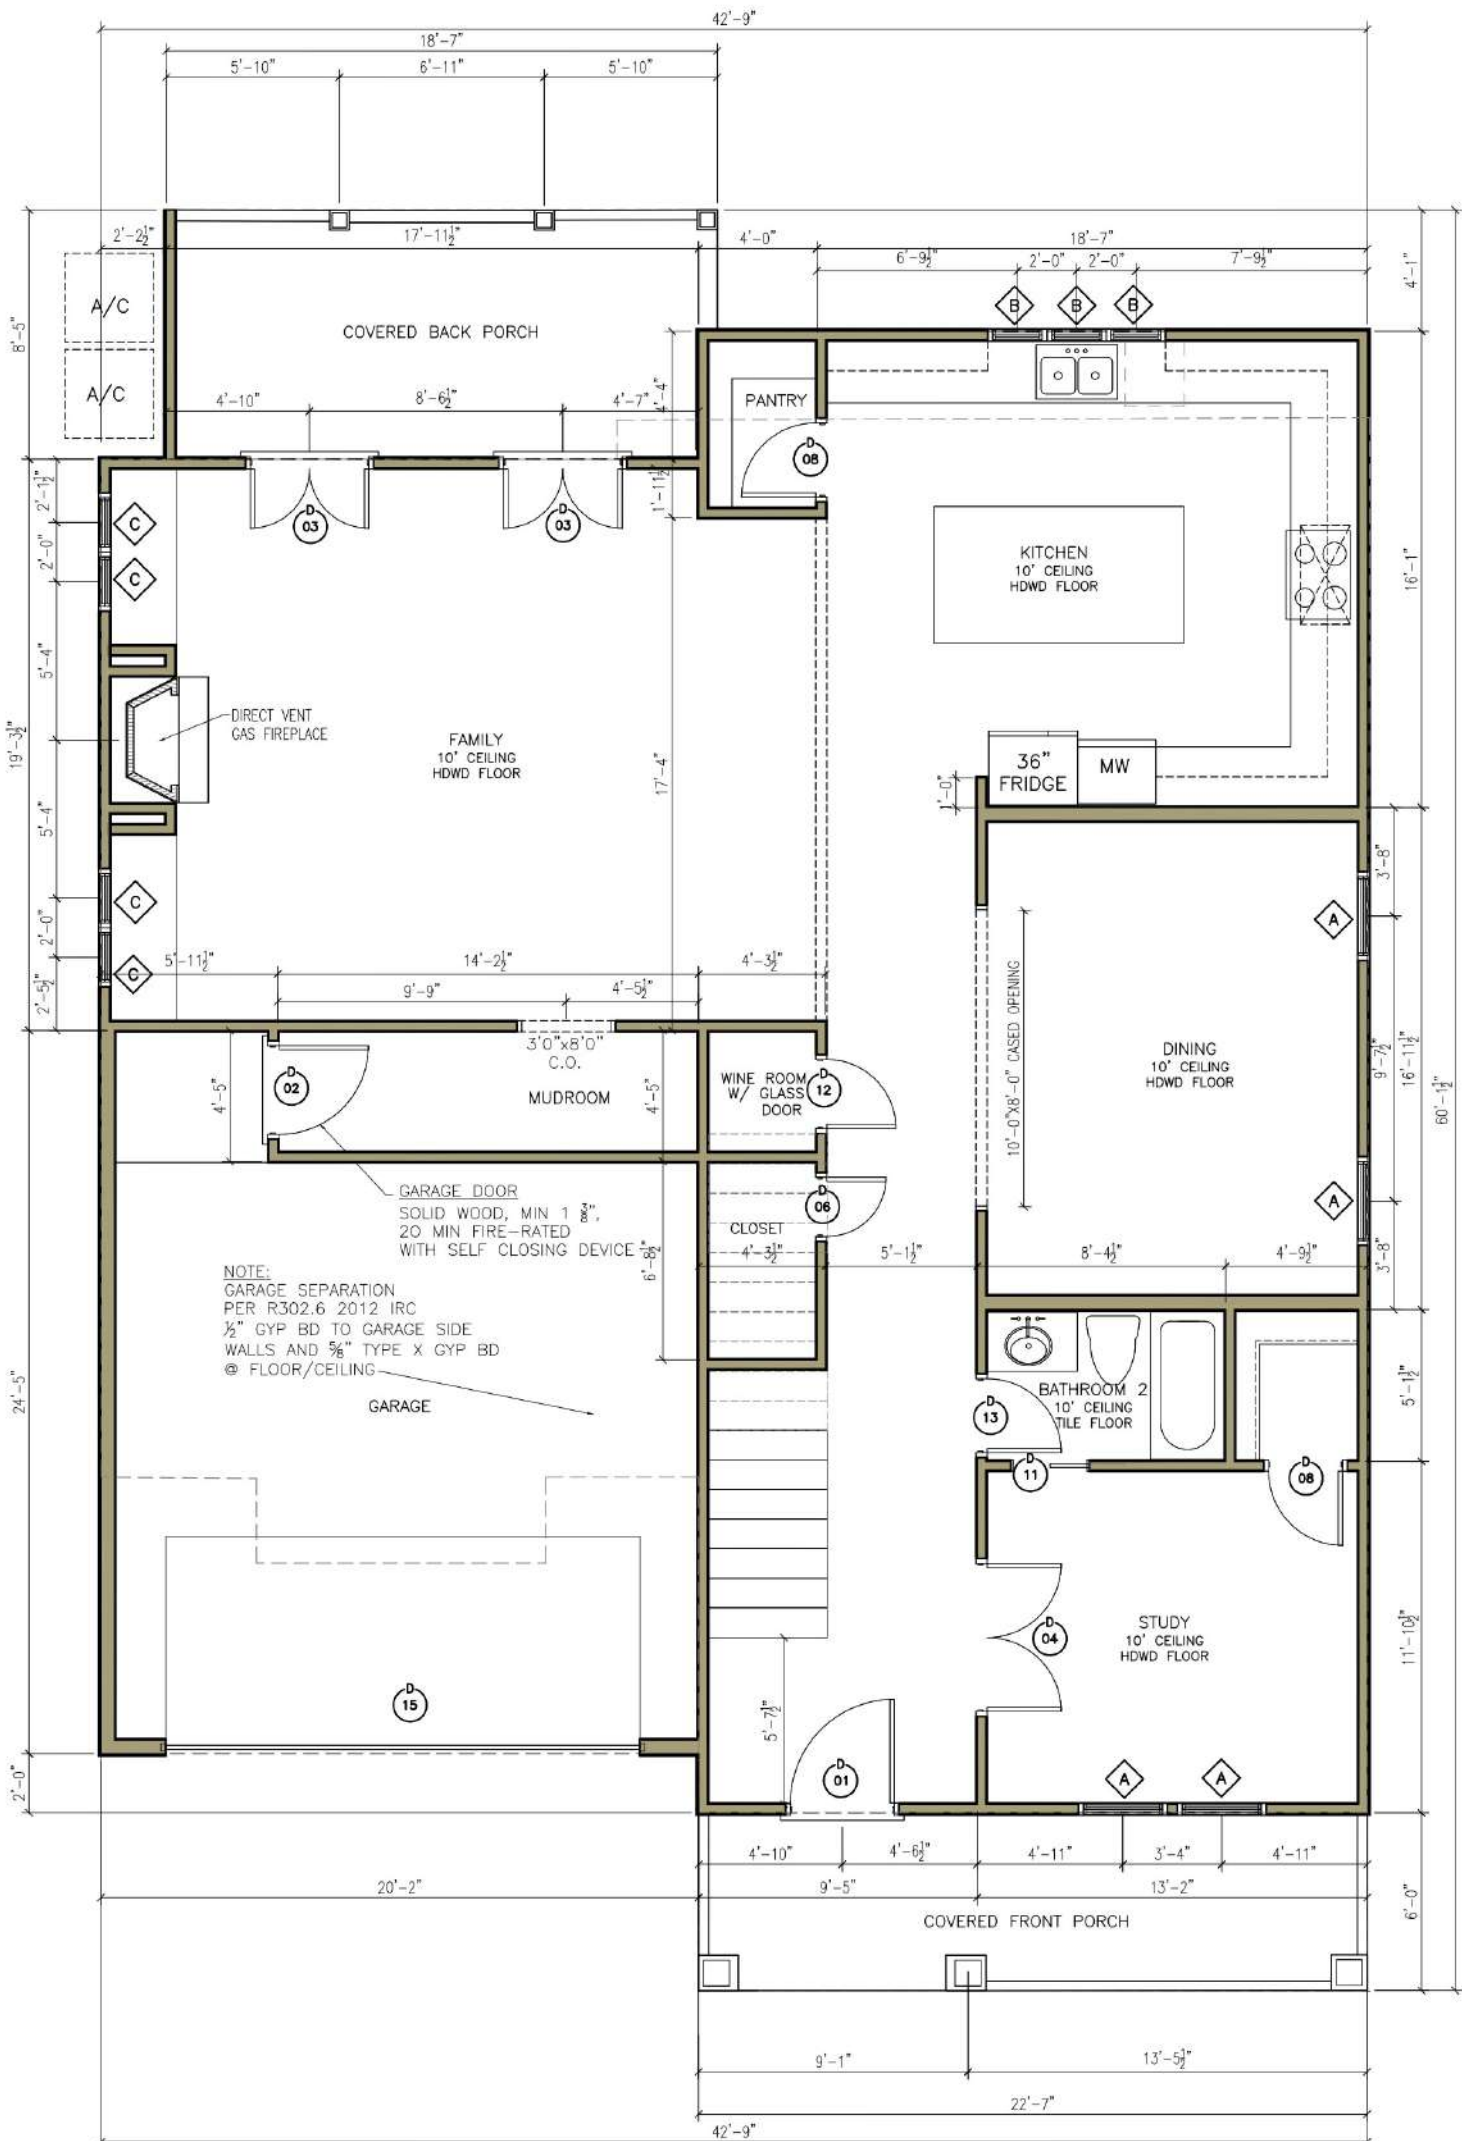 42'-9"
18'-7"
5'-10"
6'-11"
5'-10"
2'-2½"
17'-11½"
4'-0"
18'-7"
6'-9½"
2'-0"
2'-0"
7'-9½"
4'-1"
A/C
B
B
B
COVERED BACK PORCH
8'-5"
A/C
4'-10"
8'-6½"
4'-7"
4'-4"
PANTRY
D
08
2'-1½"
C
D
03
D
03
1'-11½"
2'-0"
C
KITCHEN
10' CEILING
HDWD FLOOR
16'-1"
5'-4"
DIRECT VENT
GAS FIREPLACE
19'-3½"
FAMILY
10' CEILING
HDWD FLOOR
17'-4"
36"
FRIDGE
MW
1'-0"
5'-4"
3'-8"
C
A
2'-0"
C
2'-5½"
5'-11½"
14'-2½"
4'-3½"
9'-9"
4'-5½"
10'-0"X8'-0" CASED OPENING
3'0"x8'0"
C.O.
4'-5"
D
02
MUDROOM
4'-5"
WINE ROOM
W/ GLASS
DOOR
D
12
DINING
10' CEILING
HDWD FLOOR
9'-7½"
16'-11½"
60'-1½"
GARAGE DOOR
SOLID WOOD, MIN 1 ",
20 MIN FIRE-RATED
WITH SELF CLOSING DEVICE
D
06
A
CLOSET
6'-8½"
4'-3½"
5'-1½"
8'-4½"
4'-9½"
3'-8"
NOTE:
GARAGE SEPARATION
PER R302.6 2012 IRC
½" GYP BD TO GARAGE SIDE
WALLS AND ⅝" TYPE X GYP BD
@ FLOOR/CEILING
24'-5"
GARAGE
BATHROOM 2
10' CEILING
TILE FLOOR
D
13
5'-1½"
D
11
D
08
D
04
STUDY
10' CEILING
HDWD FLOOR
11'-10½"
D
15
5'-7½"
2'-0"
D
01
A
A
4'-10"
4'-6½"
4'-11"
3'-4"
4'-11"
20'-2"
9'-5"
13'-2"
6'-0"
COVERED FRONT PORCH
9'-1"
13'-5½"
22'-7"
42'-9"